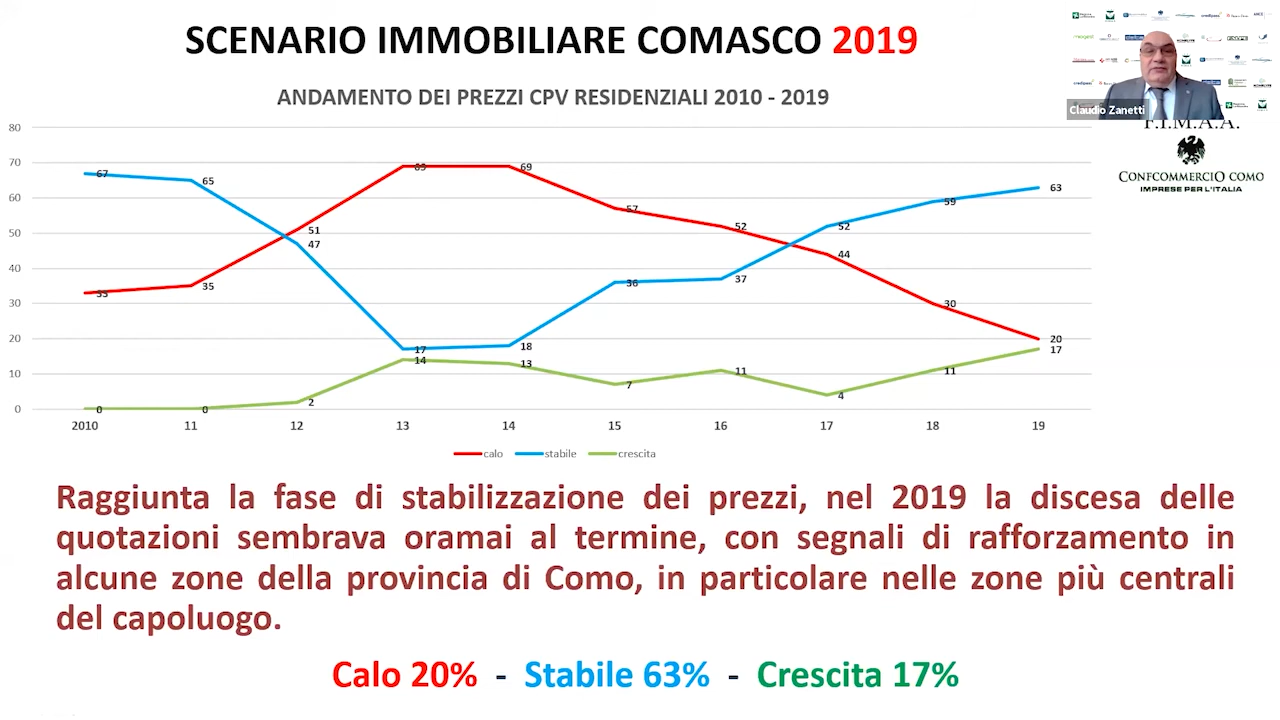 SCENARIO IMMOBILIARE COMASCO 2019
Claudio Zanetti
F.I.M.A.A.
CONFCOMMERCIO COMO
IMPRESE PER L'ITALIA
ANDAMENTO DEI PREZZI CPV RESIDENZIALI 2010 - 2019
80
70
60
50
40
30
20
10
0
67 65 47 17 18 36 37 52 59 63
33 35 51 69 69 57 52 44 30 20
0 0 2 14 13 7 11 4 11 17
2010 11 12 13 14 15 16 17 18 19
calo stabile crescita
Raggiunta la fase di stabilizzazione dei prezzi, nel 2019 la discesa delle
quotazioni sembrava oramai al termine, con segnali di rafforzamento in
alcune zone della provincia di Como, in particolare nelle zone più centrali
del capoluogo.
Calo 20% - Stabile 63% - Crescita 17%